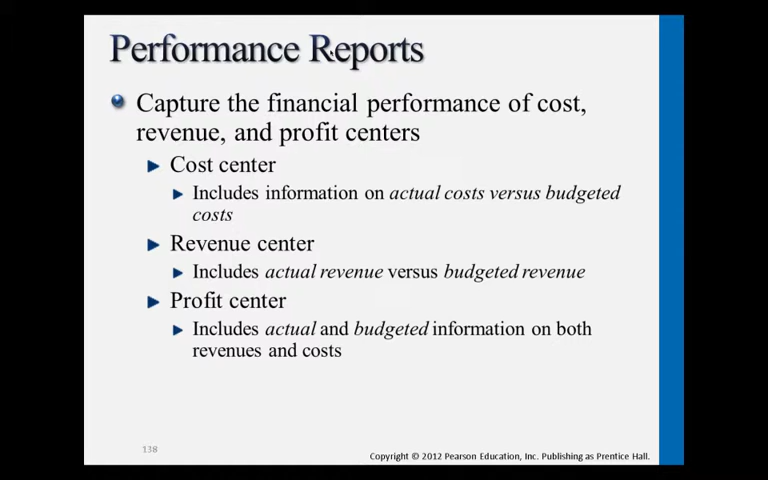 Performance Reports
Capture the financial performance of cost,
revenue, and profit centers
Cost center
Includes information on actual costs versus budgeted
costs
Revenue center
Includes actual revenue versus budgeted revenue
Profit center
Includes actual and budgeted information on both
revenues and costs
138
Copyright © 2012 Pearson Education, Inc. Publishing as Prentice Hall.